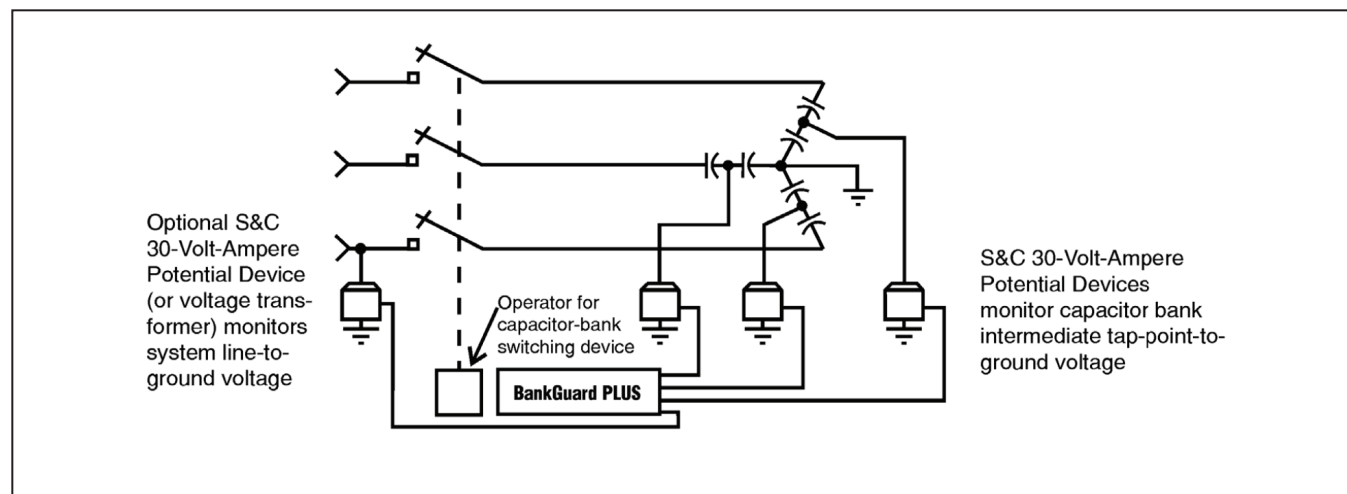 Optional S&C
30-Volt-Ampere
Potential Device
(or voltage trans-
former) monitors
system line-to-
ground voltage
Operator for
capacitor-bank
switching device
BankGuard PLUS
S&C 30-Volt-Ampere
Potential Devices
monitor capacitor bank
intermediate tap-point-to-
ground voltage